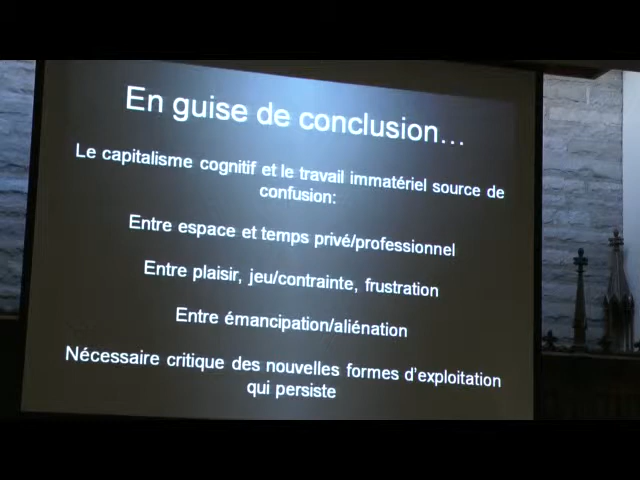 En guise de conclusion…
Le capitalisme cognitif et le travail immatériel source de
confusion:
Entre espace et temps privé/professionnel
Entre plaisir, jeu/contrainte, frustration
Entre émancipation/aliénation
Nécessaire critique des nouvelles formes d’exploitation
qui persiste